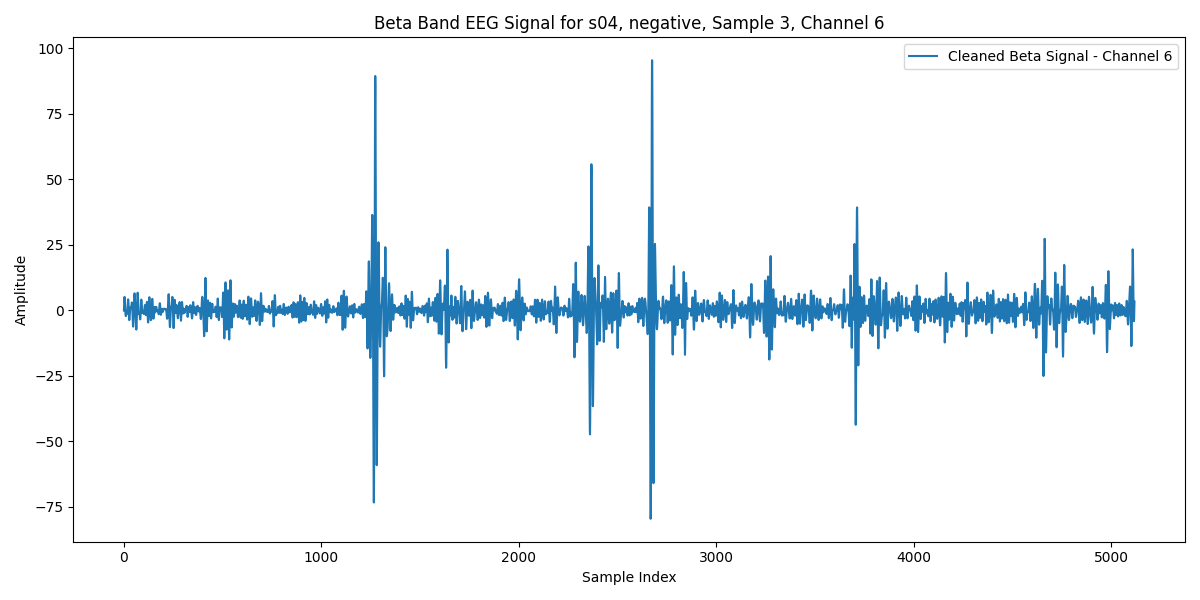 Beta Band EEG Signal for s04, negative, Sample 3, Channel 6
Cleaned Beta Signal - Channel 6
Amplitude
100
75
50
25
0
−25
−50
−75
0 1000 2000 3000 4000 5000
Sample Index